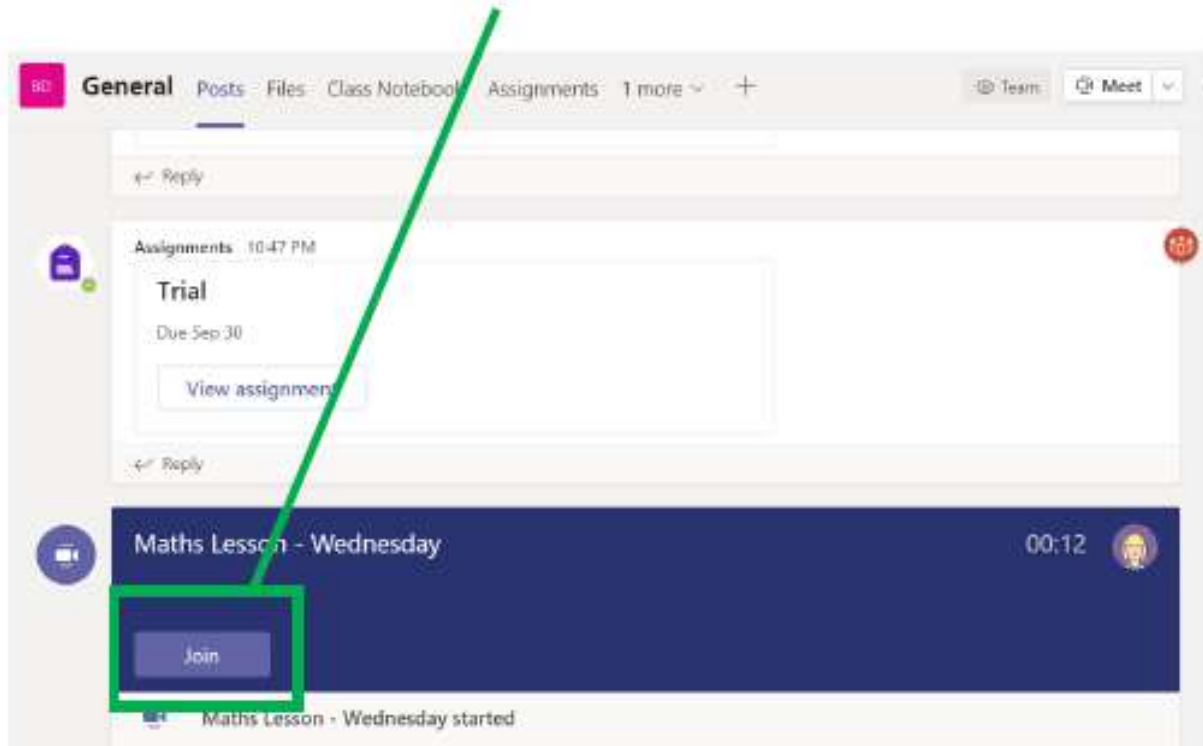 BD General Posts Files Class Notebook Assignments 1 more + Team Meet
Reply
Assignments 10:47 PM
Trial
Due Sep 30
View assignment
Reply
Maths Lesson - Wednesday 00:12
Join
Maths Lesson - Wednesday started